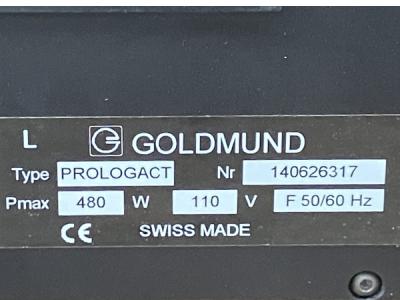 L GOLDMUND
Type PROLOGACT Nr 140626317
Pmax 480 W 110 V F 50/60 Hz
CE SWISS MADE